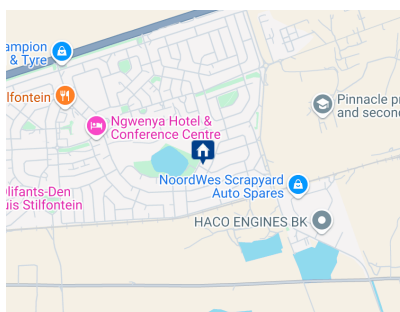 ampion
& Tyre
lfontein
Ngwenya Hotel &
Conference Centre
Pinnacle pr
and secon
NoordWes Scrapyard
Auto Spares
Olifants-Den
uis Stilfontein
HACO ENGINES BK